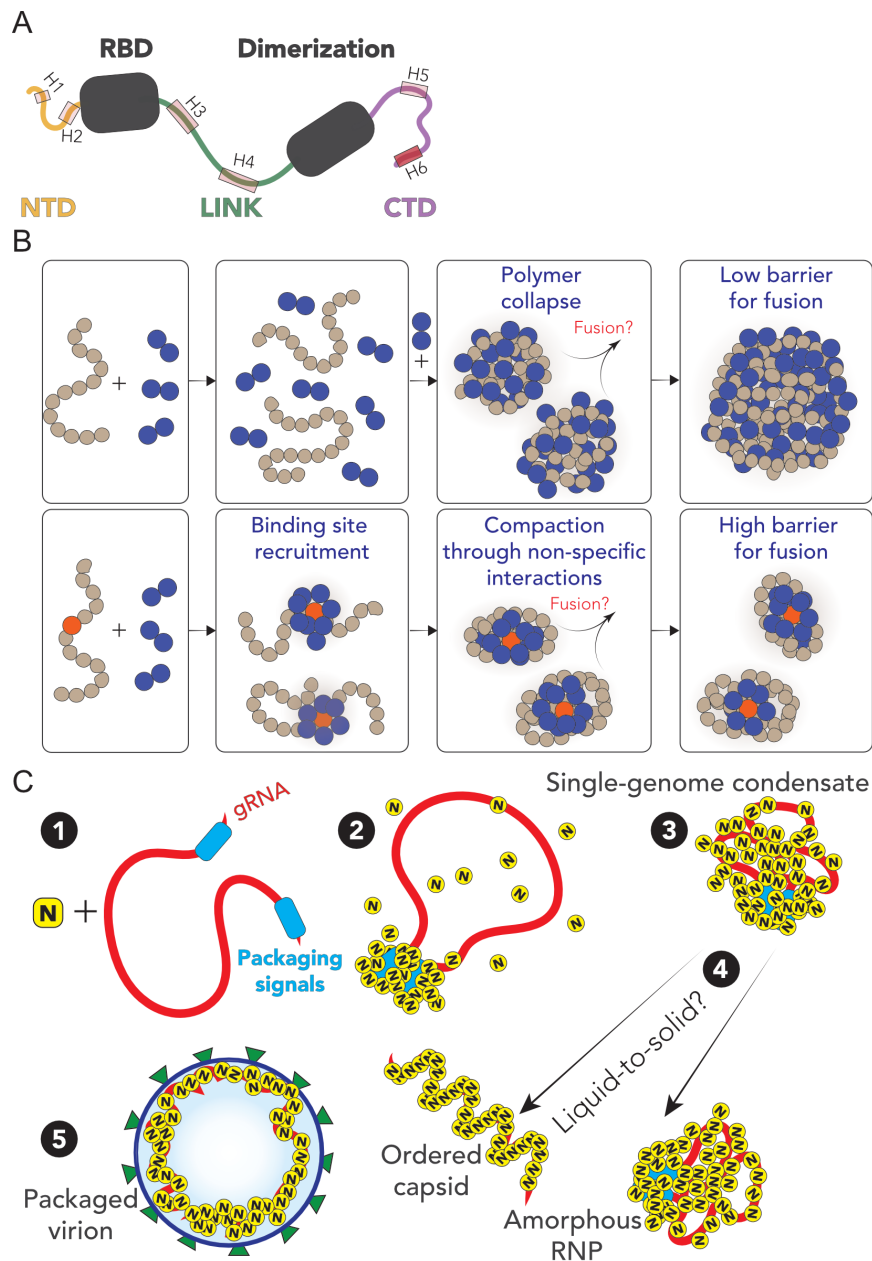 A
RBD
Dimerization
H1
H2
H3
H4
H5
H6
NTD
LINK
CTD
B
+
+
Polymer
collapse
Fusion?
Low barrier
for fusion
+
Binding site
recruitment
Compaction
through non-specific
interactions
Fusion?
High barrier
for fusion
C
1
gRNA
N +
Packaging
signals
2
N
Single-genome condensate
3
N
4
Liquid-to-solid?
Ordered
capsid
Amorphous
RNP
5
Packaged
virion